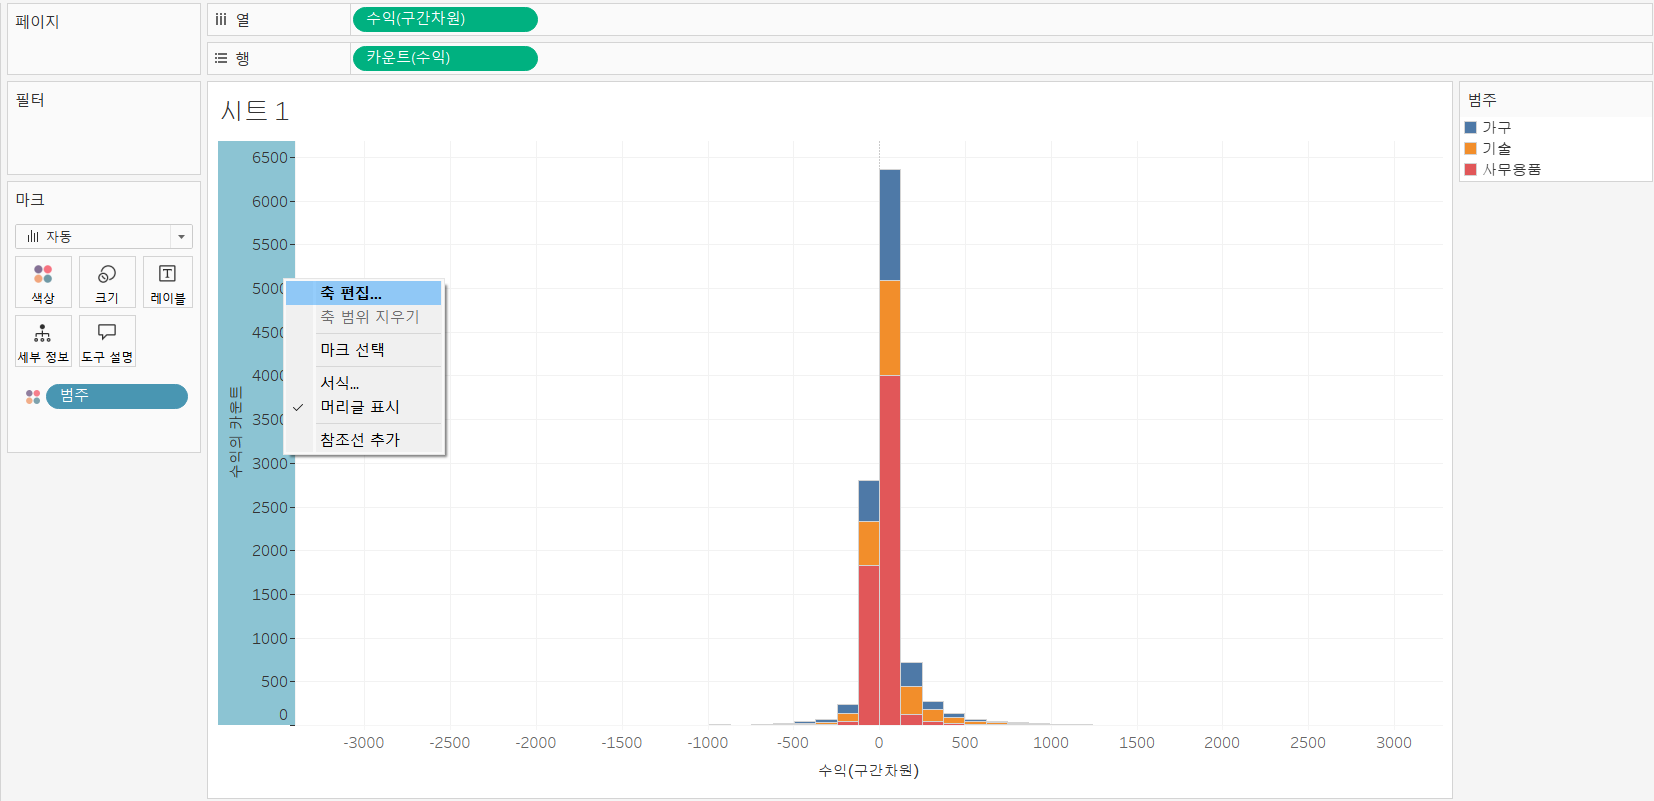 페이지
열
수익(구간차원)
행
카운트(수익)
필터
마크
자동
색상
크기
레이블
세부 정보
도구 설명
범주
시트 1
수익의 카운트
6500
6000
5500
5000
4500
4000
3500
3000
2500
2000
1500
1000
500
0
축 편집...
축 범위 지우기
마크 선택
서식...
머리글 표시
참조선 추가
-3000 -2500 -2000 -1500 -1000 -500 0 500 1000 1500 2000 2500 3000
수익(구간차원)
범주
가구
기술
사무용품